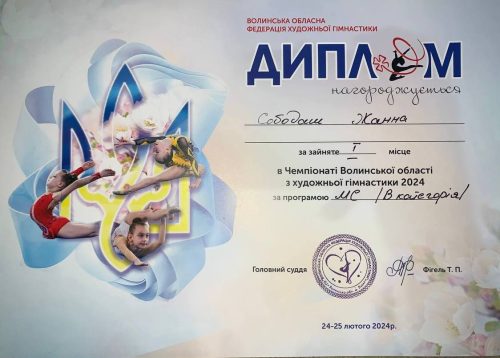 ВОЛИНСЬКА ОБЛАСНА
ФЕДЕРАЦІЯ ХУДОЖНЬОЇ ГІМНАСТИКИ
ДИПЛОМ
нагороджується
Жанна
за зайняте I місце
в Чемпіонаті Волинської області
з художньої гімнастики 2024
за програмою МС /В категорія/
Головний суддя Фігель Т. П.
24-25 лютого 2024р.